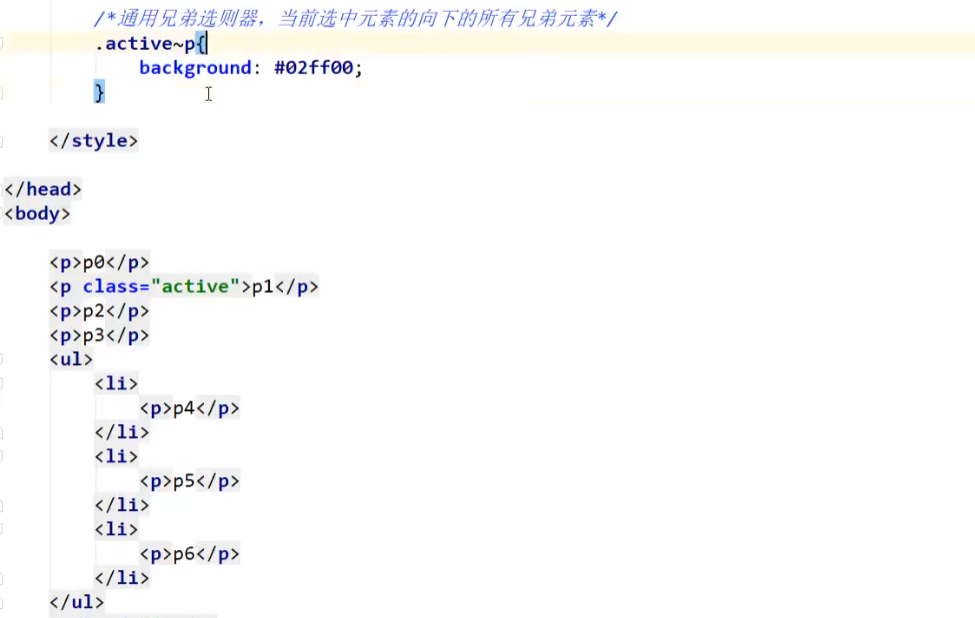 /*通用兄弟选则器，当前选中元素的向下的所有兄弟元素*/
.active~p{
background: #02ff00;
}
</style>
</head>
<body>
<p>p0</p>
<p class="active">p1</p>
<p>p2</p>
<p>p3</p>
<ul>
<li>
<p>p4</p>
</li>
<li>
<p>p5</p>
</li>
<li>
<p>p6</p>
</li>
</ul>